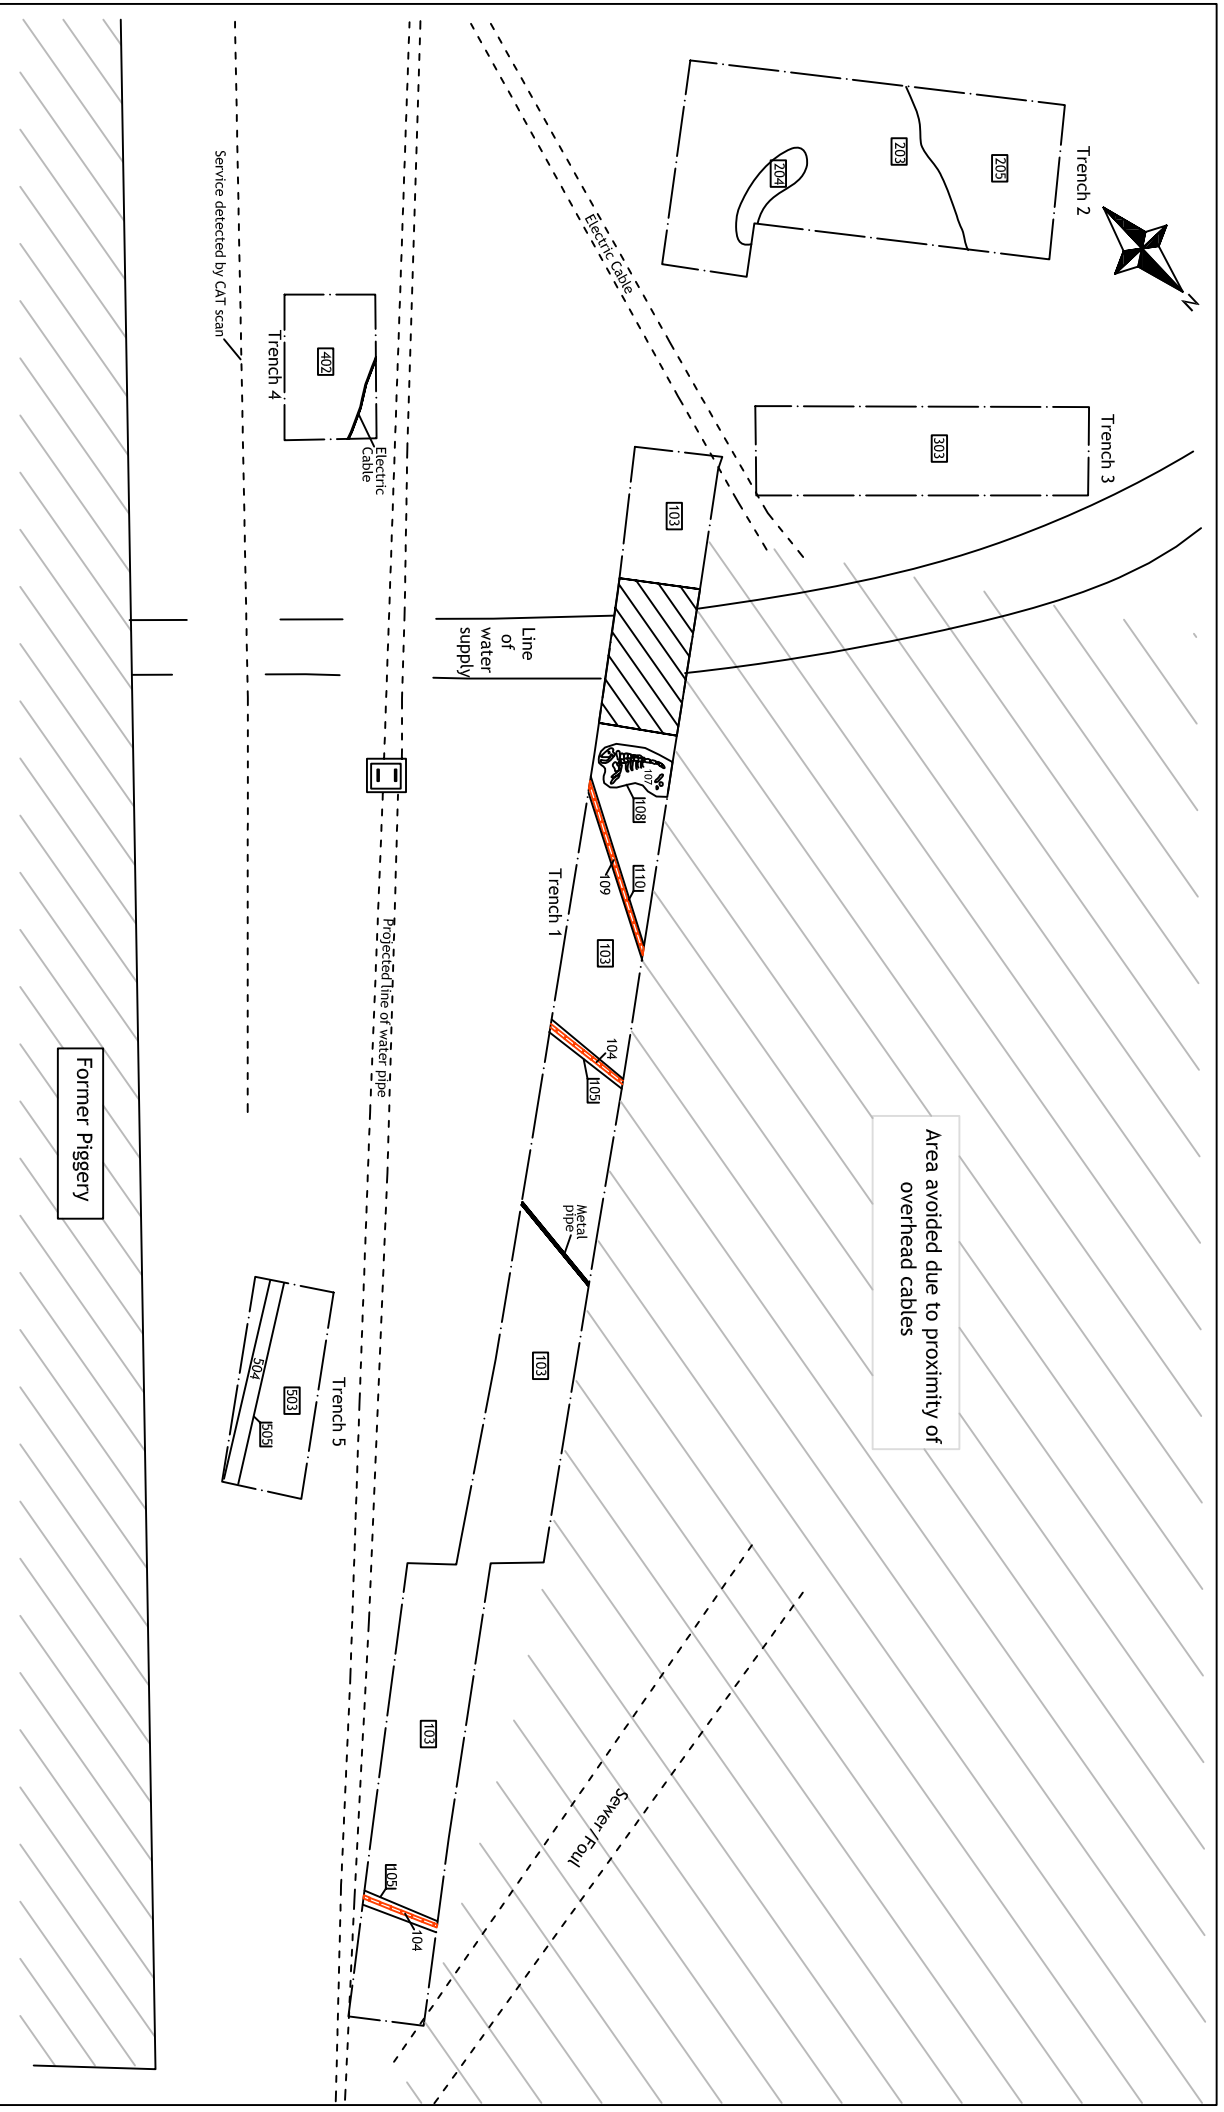 Trench 2
205
203
204
N
Trench 3
303
Electric Cable
Service detected by CAT scan
Trench 4
402
Electric
Cable
Line
of
water
supply
103
107
108
110
109
Trench 1
103
104
105
Metal
pipe
103
Area avoided due to proximity of
overhead cables
Projected line of water pipe
Former Piggery
Trench 5
503
504
505
103
Sewer/Foul
105
104